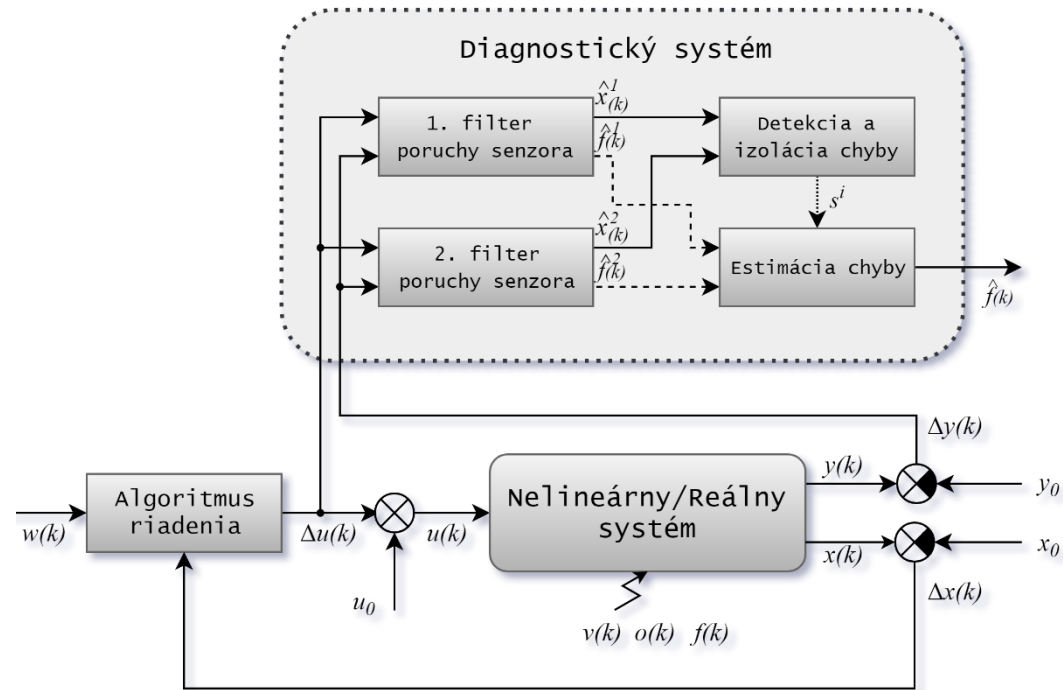 Diagnostický systém
1. filter
poruchy senzora
x̂¹(k)
f̂¹(k)
Detekcia a
izolácia chyby
sⁱ
2. filter
poruchy senzora
x̂²(k)
f̂²(k)
Estimácia chyby
f̂(k)
Δy(k)
Algoritmus
riadenia
w(k)
Δu(k)
u(k)
u₀
Nelineárny/Reálny
systém
y(k)
y₀
x(k)
x₀
Δx(k)
v(k) o(k) f(k)